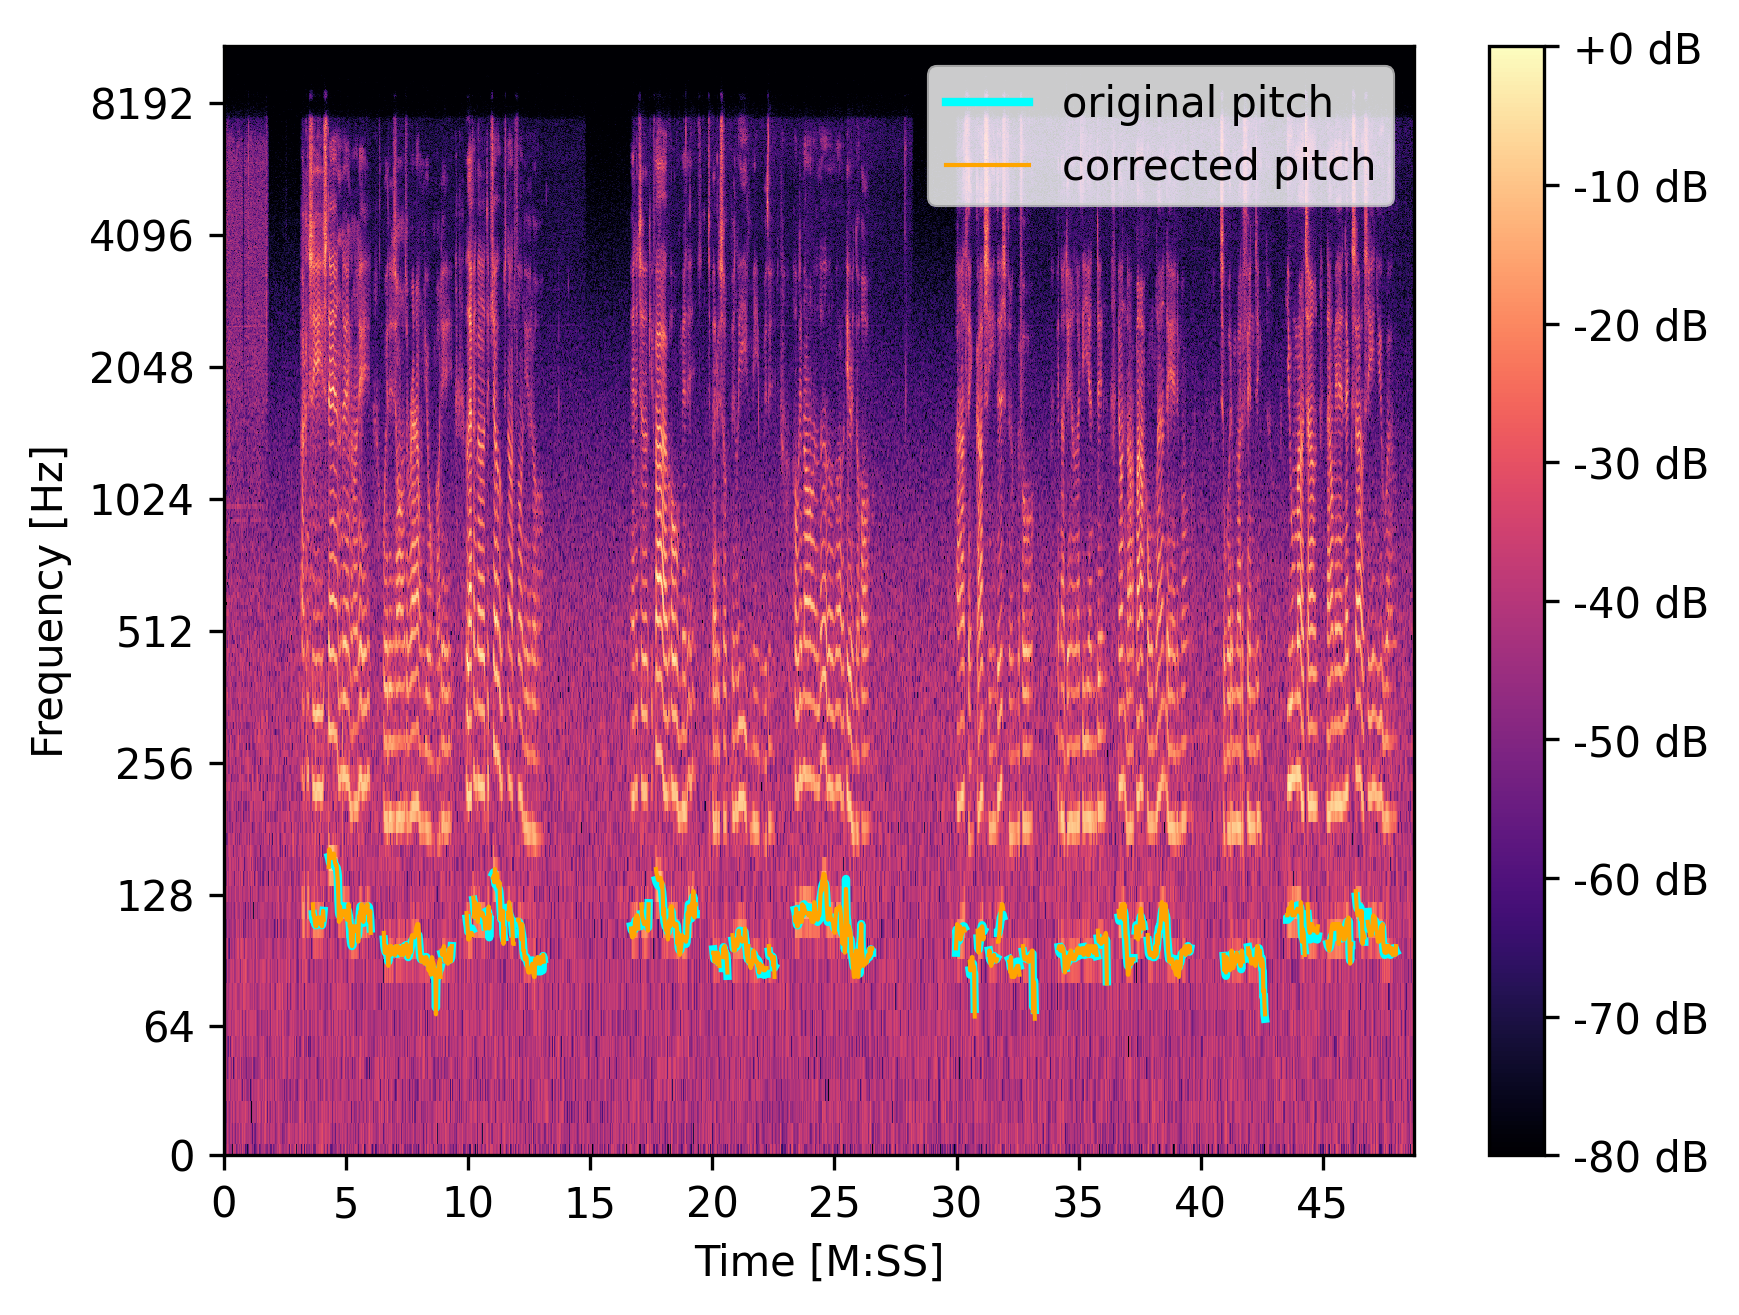 original pitch
corrected pitch
Frequency [Hz]
8192
4096
2048
1024
512
256
128
64
0
0 5 10 15 20 25 30 35 40 45
Time [M:SS]
+0 dB
-10 dB
-20 dB
-30 dB
-40 dB
-50 dB
-60 dB
-70 dB
-80 dB